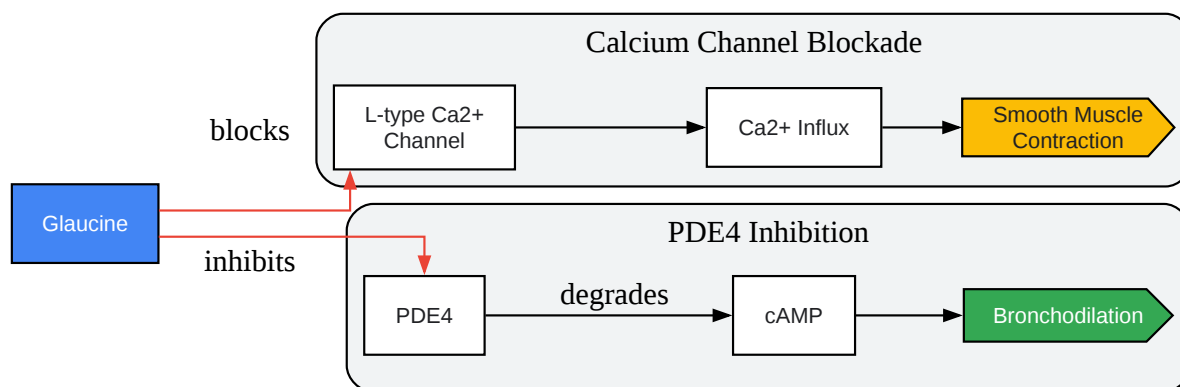 Calcium Channel Blockade
blocks
L-type Ca2+
Channel
Ca2+ Influx
Smooth Muscle
Contraction
Glaucine
inhibits
PDE4 Inhibition
PDE4
degrades
cAMP
Bronchodilation